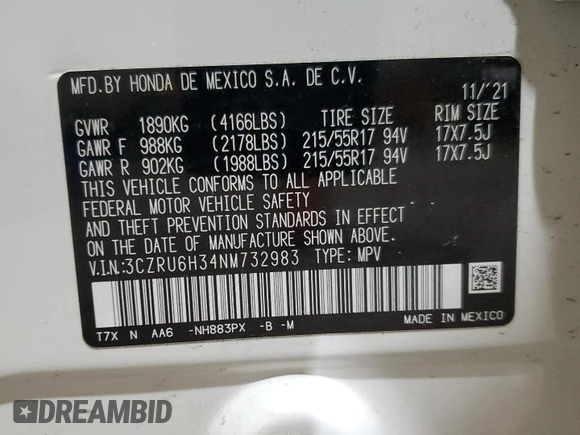 MFD.BY HONDA DE MEXICO S.A. DE C.V.
11/'21
GVWR 1890KG (4166LBS) TIRE SIZE RIM SIZE
GAWR F 988KG (2178LBS) 215/55R17 94V 17X7.5J
GAWR R 902KG (1988LBS) 215/55R17 94V 17X7.5J
THIS VEHICLE CONFORMS TO ALL APPLICABLE
FEDERAL MOTOR VEHICLE SAFETY
AND THEFT PREVENTION STANDARDS IN EFFECT
ON THE DATE OF MANUFACTURE SHOWN ABOVE.
V.I.N:3CZRU6H34NM732983 TYPE: MPV
T7X N AA6 -NH883PX -B -M
MADE IN MEXICO
DREAMBID